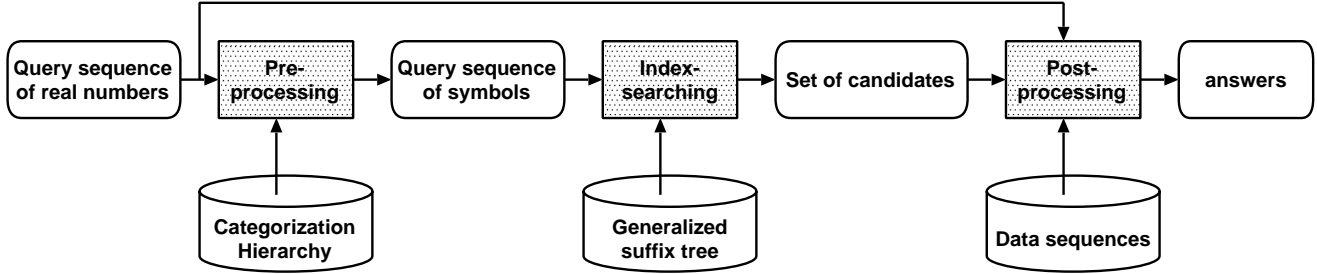 Query sequence
of real numbers
Pre-
processing
Query sequence
of symbols
Index-
searching
Set of candidates
Post-
processing
answers
Categorization
Hierarchy
Generalized
suffix tree
Data sequences